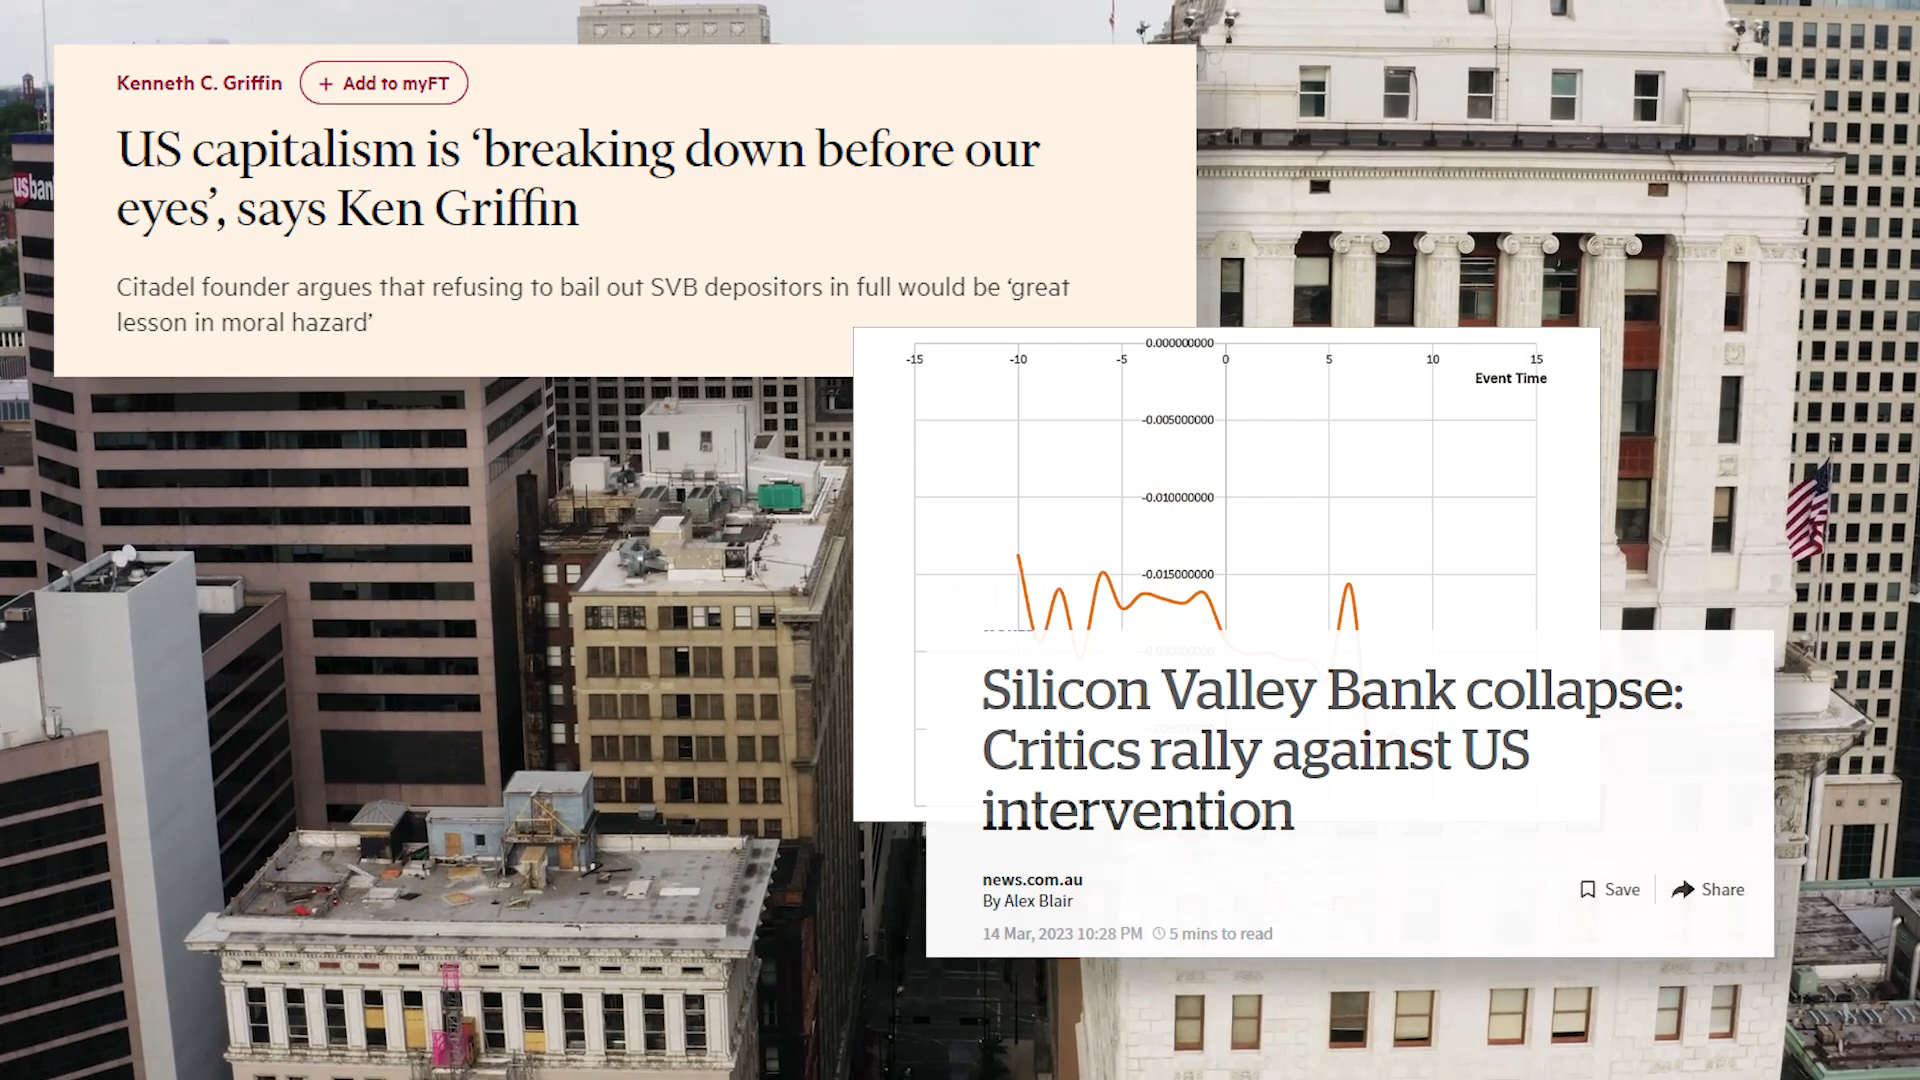 usban
Kenneth C. Griffin
+ Add to myFT
US capitalism is ‘breaking down before our
eyes’, says Ken Griffin
Citadel founder argues that refusing to bail out SVB depositors in full would be ‘great
lesson in moral hazard’
0.000000000
-15 -10 -5 0 5 10 15
Event Time
-0.005000000
-0.010000000
-0.015000000
Silicon Valley Bank collapse:
Critics rally against US
intervention
news.com.au
By Alex Blair
Save Share
14 Mar, 2023 10:28 PM 5 mins to read